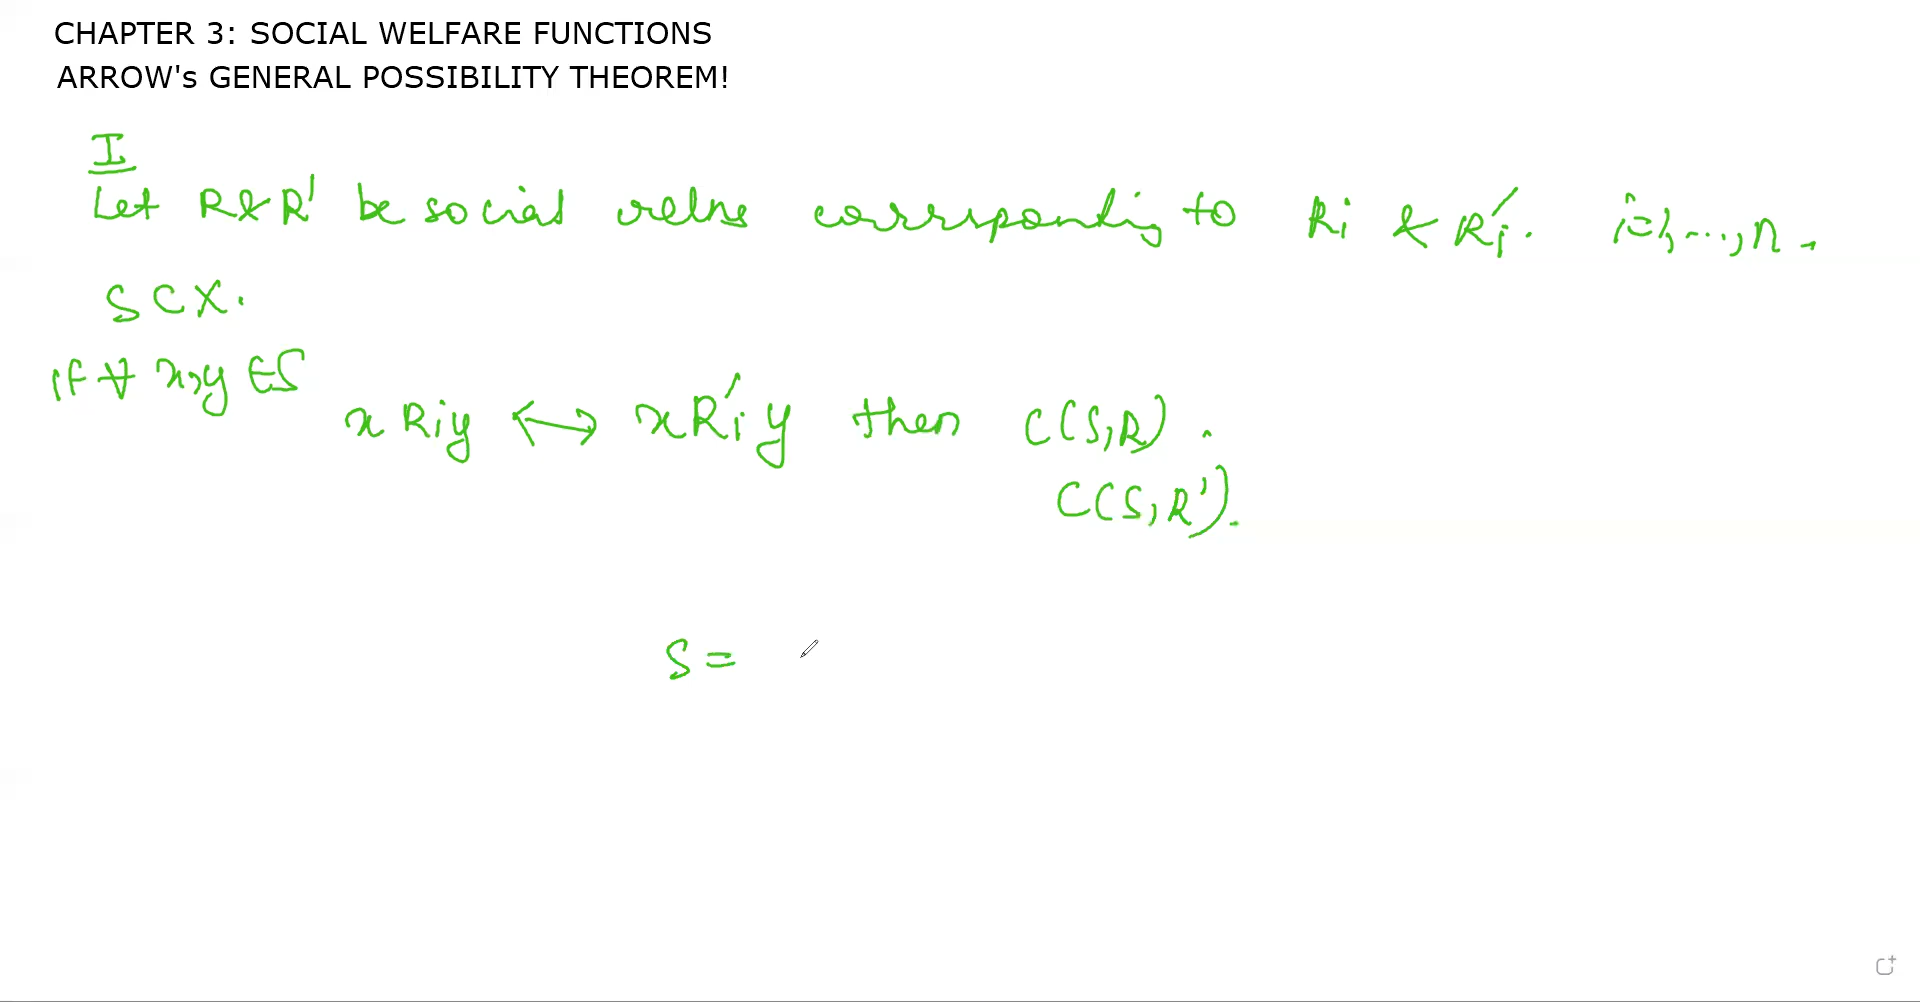 CHAPTER 3: SOCIAL WELFARE FUNCTIONS
ARROW's GENERAL POSSIBILITY THEOREM!
I
Let R & R' be social relns corresponding to Ri & R'i. i=1,...,n.
S ⊂ X.
if ∀ x,y ∈ S
x Ri y ↔ x R'i y then C(S,R).
C(S,R').
S =